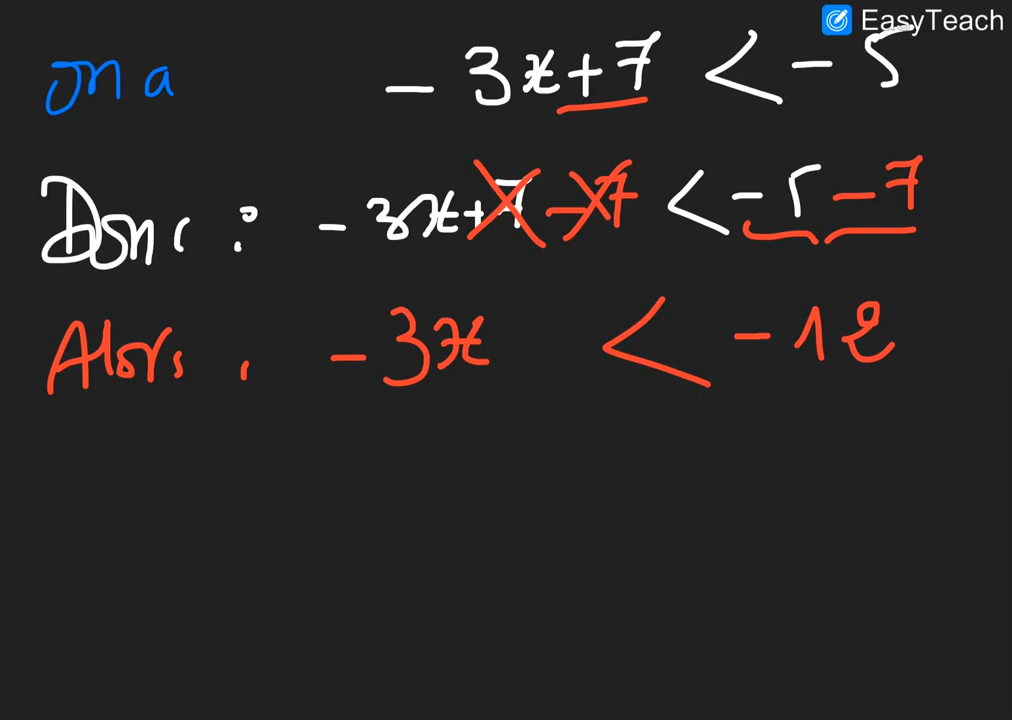 EasyTeach
on a - 3x + 7 < - 5
Donc : - 3x + 7 - 7 < - 5 - 7
Alors : - 3x < - 12